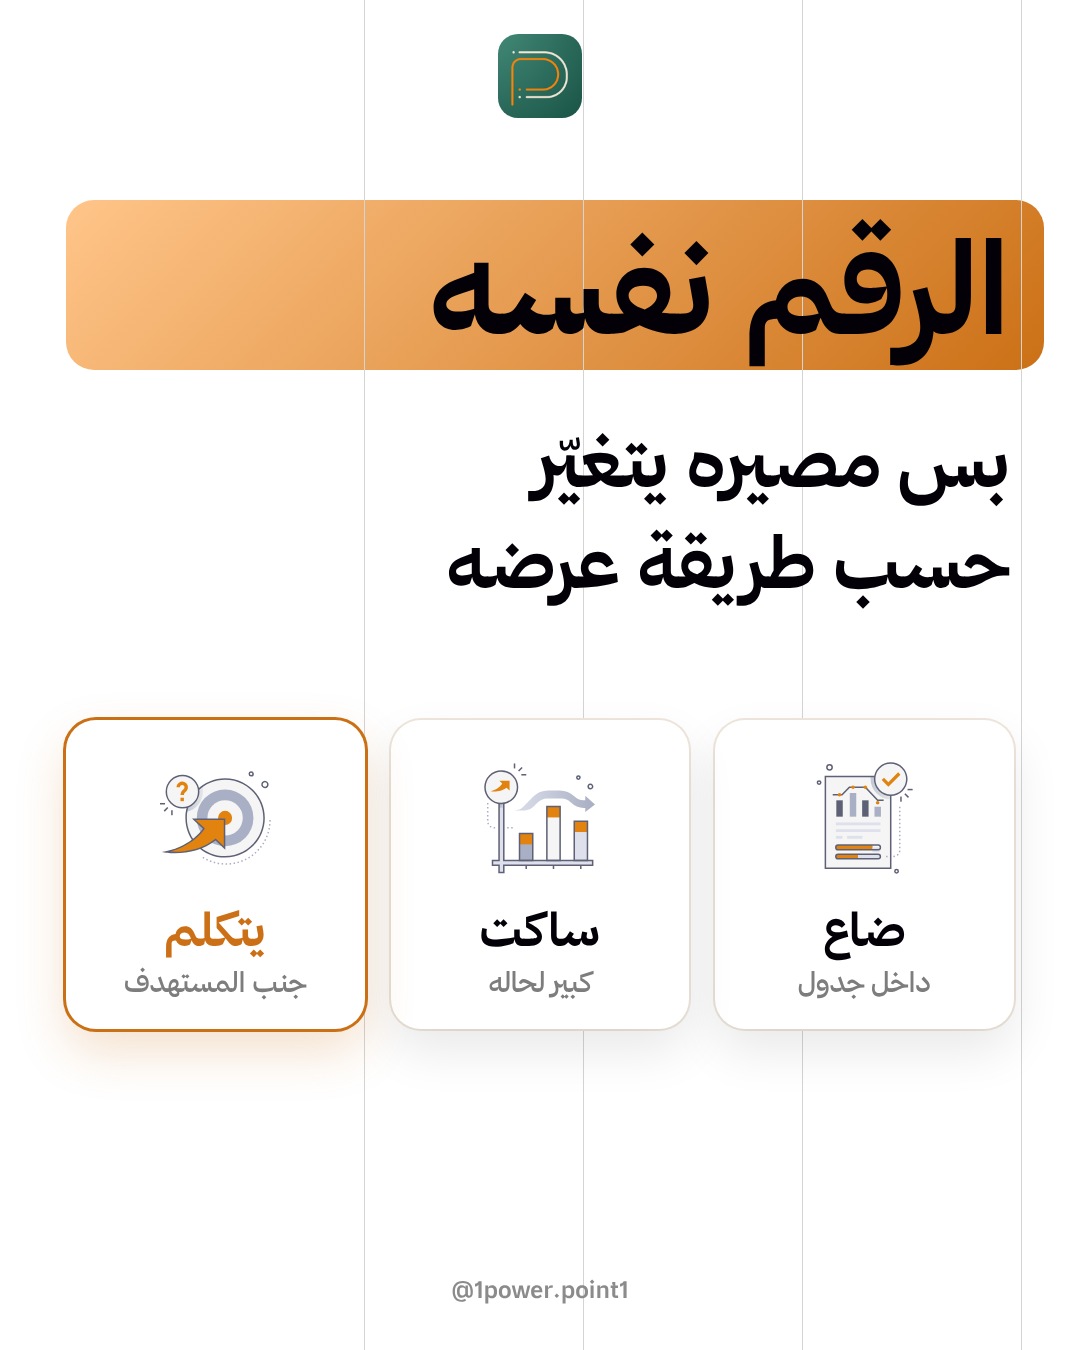 الرقم نفسه
بس مصيره يتغيّر
حسب طريقة عرضه
ضاع
داخل جدول
ساكت
كبير لحاله
؟
يتكلم
جنب المستهدف
@1power.point1